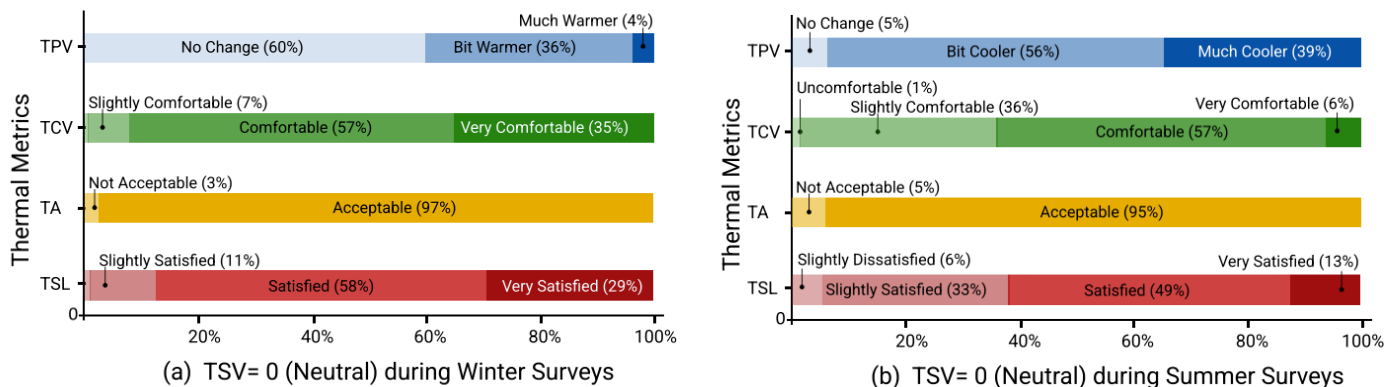 Thermal Metrics
Much Warmer (4%)
TPV
No Change (60%)
Bit Warmer (36%)
Slightly Comfortable (7%)
TCV
Comfortable (57%)
Very Comfortable (35%)
Not Acceptable (3%)
TA
Acceptable (97%)
Slightly Satisfied (11%)
TSL
Satisfied (58%)
Very Satisfied (29%)
0
20%
40%
60%
80%
100%
(a) TSV= 0 (Neutral) during Winter Surveys
Thermal Metrics
No Change (5%)
TPV
Bit Cooler (56%)
Much Cooler (39%)
Uncomfortable (1%)
Slightly Comfortable (36%)
Very Comfortable (6%)
TCV
Comfortable (57%)
Not Acceptable (5%)
TA
Acceptable (95%)
Slightly Dissatisfied (6%)
Very Satisfied (13%)
TSL
Slightly Satisfied (33%)
Satisfied (49%)
0
20%
40%
60%
80%
100%
(b) TSV= 0 (Neutral) during Summer Surveys